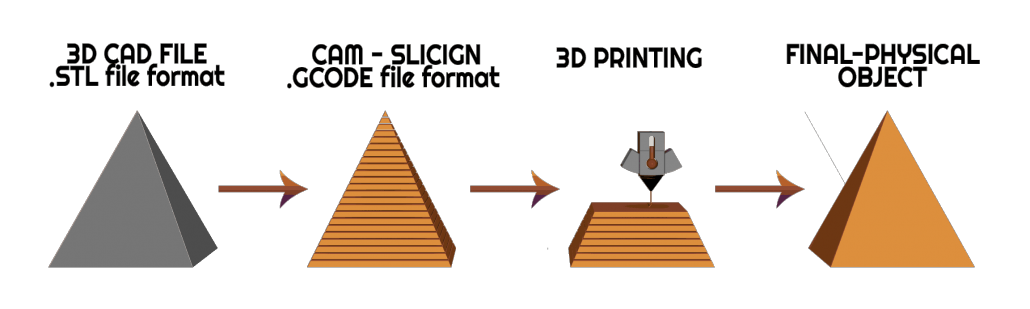 3D CAD FILE
.STL file format
CAM - SLICIGN
.GCODE file format
3D PRINTING
FINAL-PHYSICAL
OBJECT